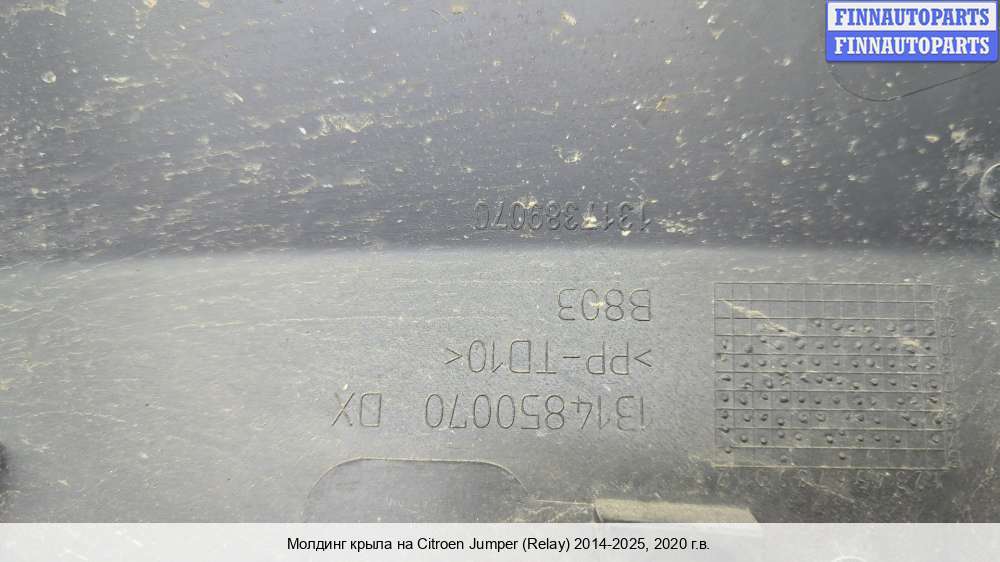 FINNAUTOPARTS
FINNAUTOPARTS
1314850070 DX
>PP-TD10<
B803
1317389070
Молдинг крыла на Citroen Jumper (Relay) 2014-2025, 2020 г.в.